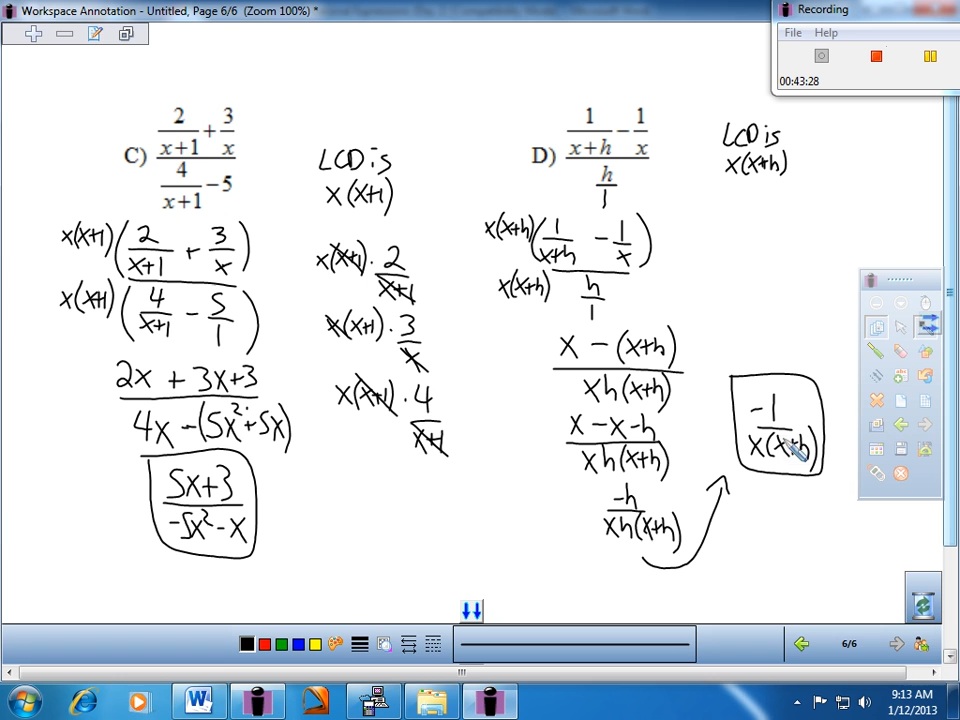 Workspace Annotation - Untitled, Page 6/6 (Zoom 100%) *
Recording
File Help
00:43:28
C) (2/(x+1) + 3/x) / (4/(x+1) - 5)
LCD is
x(x+1)
x(x+1) (2/(x+1) + 3/x)
x(x+1) (4/(x+1) - 5/1)
x(x+1) · 2/(x+1)
x(x+1) · 3/x
x(x+1) · 4/(x+1)
2x + 3x+3
4x - (5x² + 5x)
5x+3
-5x² - x
D) (1/(x+h) - 1/x) / (h/1)
LCD is
x(x+h)
x(x+h) (1/(x+h) - 1/x)
x(x+h) h/1
x - (x+h)
xh(x+h)
x - x - h
xh(x+h)
-h
xh(x+h)
-1
x(x+h)
6/6
9:13 AM
1/12/2013